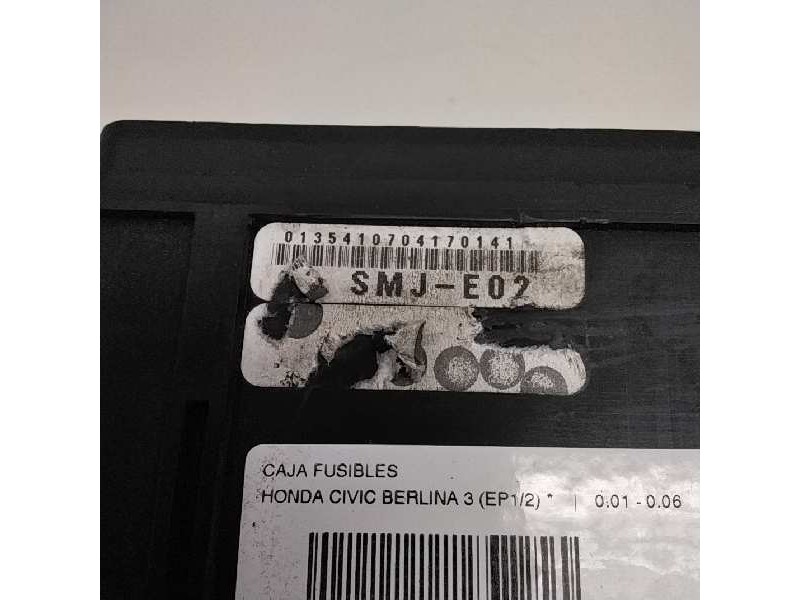 0135410704170141
SMJ-E02
CAJA FUSIBLES
HONDA CIVIC BERLINA 3 (EP1/2) * | 0.01 - 0.06